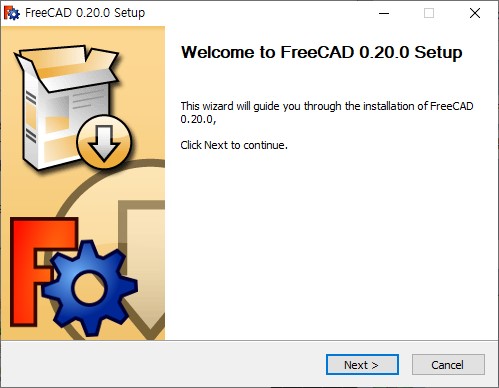 FreeCAD 0.20.0 Setup
Welcome to FreeCAD 0.20.0 Setup
This wizard will guide you through the installation of FreeCAD
0.20.0,
Click Next to continue.
Next >
Cancel